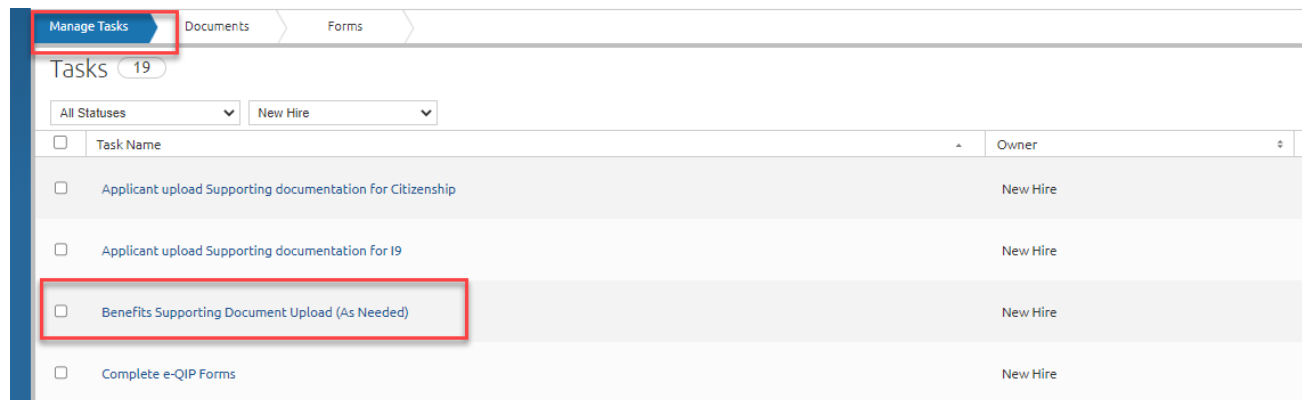 Manage Tasks Documents Forms
Tasks 19
All Statuses New Hire
Task Name Owner
Applicant upload Supporting documentation for Citizenship New Hire
Applicant upload Supporting documentation for I9 New Hire
Benefits Supporting Document Upload (As Needed) New Hire
Complete e-QIP Forms New Hire